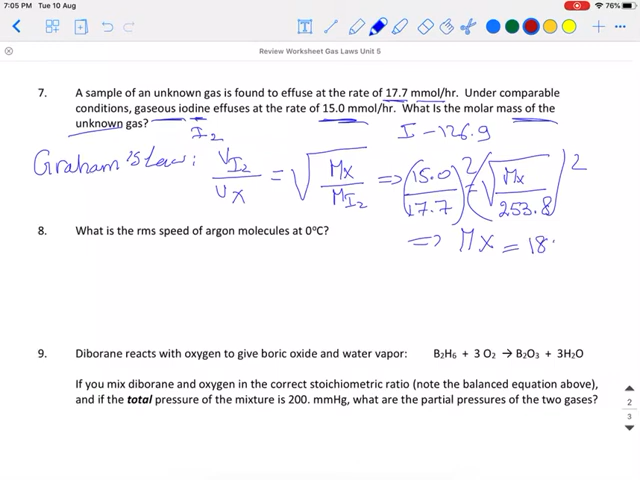 7:05 PM Tue 10 Aug
76%
Review Worksheet Gas Laws Unit 5
7. A sample of an unknown gas is found to effuse at the rate of 17.7 mmol/hr. Under comparable
conditions, gaseous iodine effuses at the rate of 15.0 mmol/hr. What Is the molar mass of the
unknown gas?
I₂
I - 126.9
Graham's Law: V I₂ / V X = √(MX / M I₂) => (15.0 / 17.7)² = (√(MX / 253.8))²
=> MX = 18.
8. What is the rms speed of argon molecules at 0°C?
9. Diborane reacts with oxygen to give boric oxide and water vapor: B₂H₆ + 3 O₂ → B₂O₃ + 3H₂O
If you mix diborane and oxygen in the correct stoichiometric ratio (note the balanced equation above),
and if the total pressure of the mixture is 200. mmHg, what are the partial pressures of the two gases?
2
3